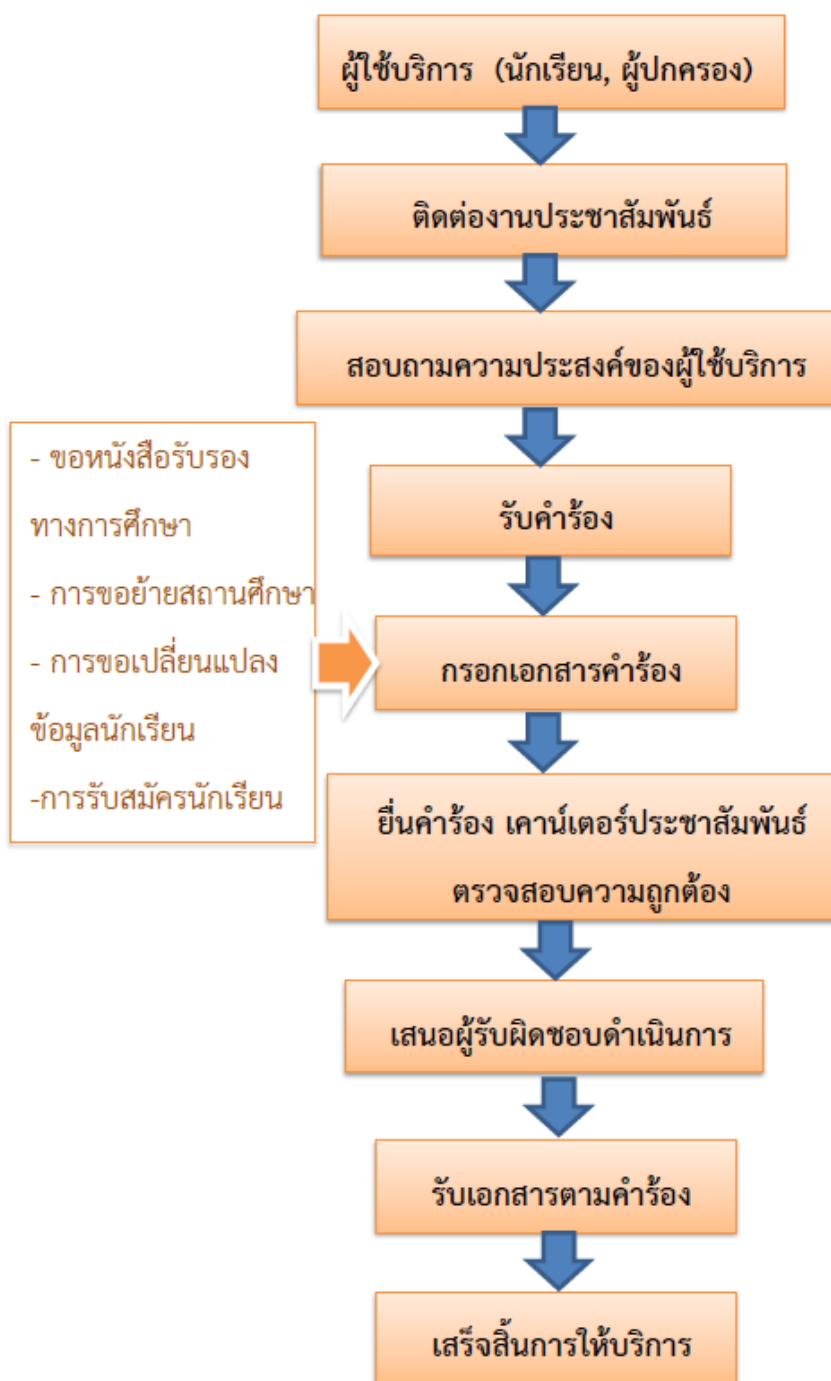 ผู้ใช้บริการ (นักเรียน, ผู้ปกครอง)
ติดต่องานประชาสัมพันธ์
สอบถามความประสงค์ของผู้ใช้บริการ
รับคำร้อง
- ขอหนังสือรับรอง
ทางการศึกษา
- การขอย้ายสถานศึกษา
- การขอเปลี่ยนแปลง
ข้อมูลนักเรียน
-การรับสมัครนักเรียน
กรอกเอกสารคำร้อง
ยื่นคำร้อง เคาน์เตอร์ประชาสัมพันธ์
ตรวจสอบความถูกต้อง
เสนอผู้รับผิดชอบดำเนินการ
รับเอกสารตามคำร้อง
เสร็จสิ้นการให้บริการ